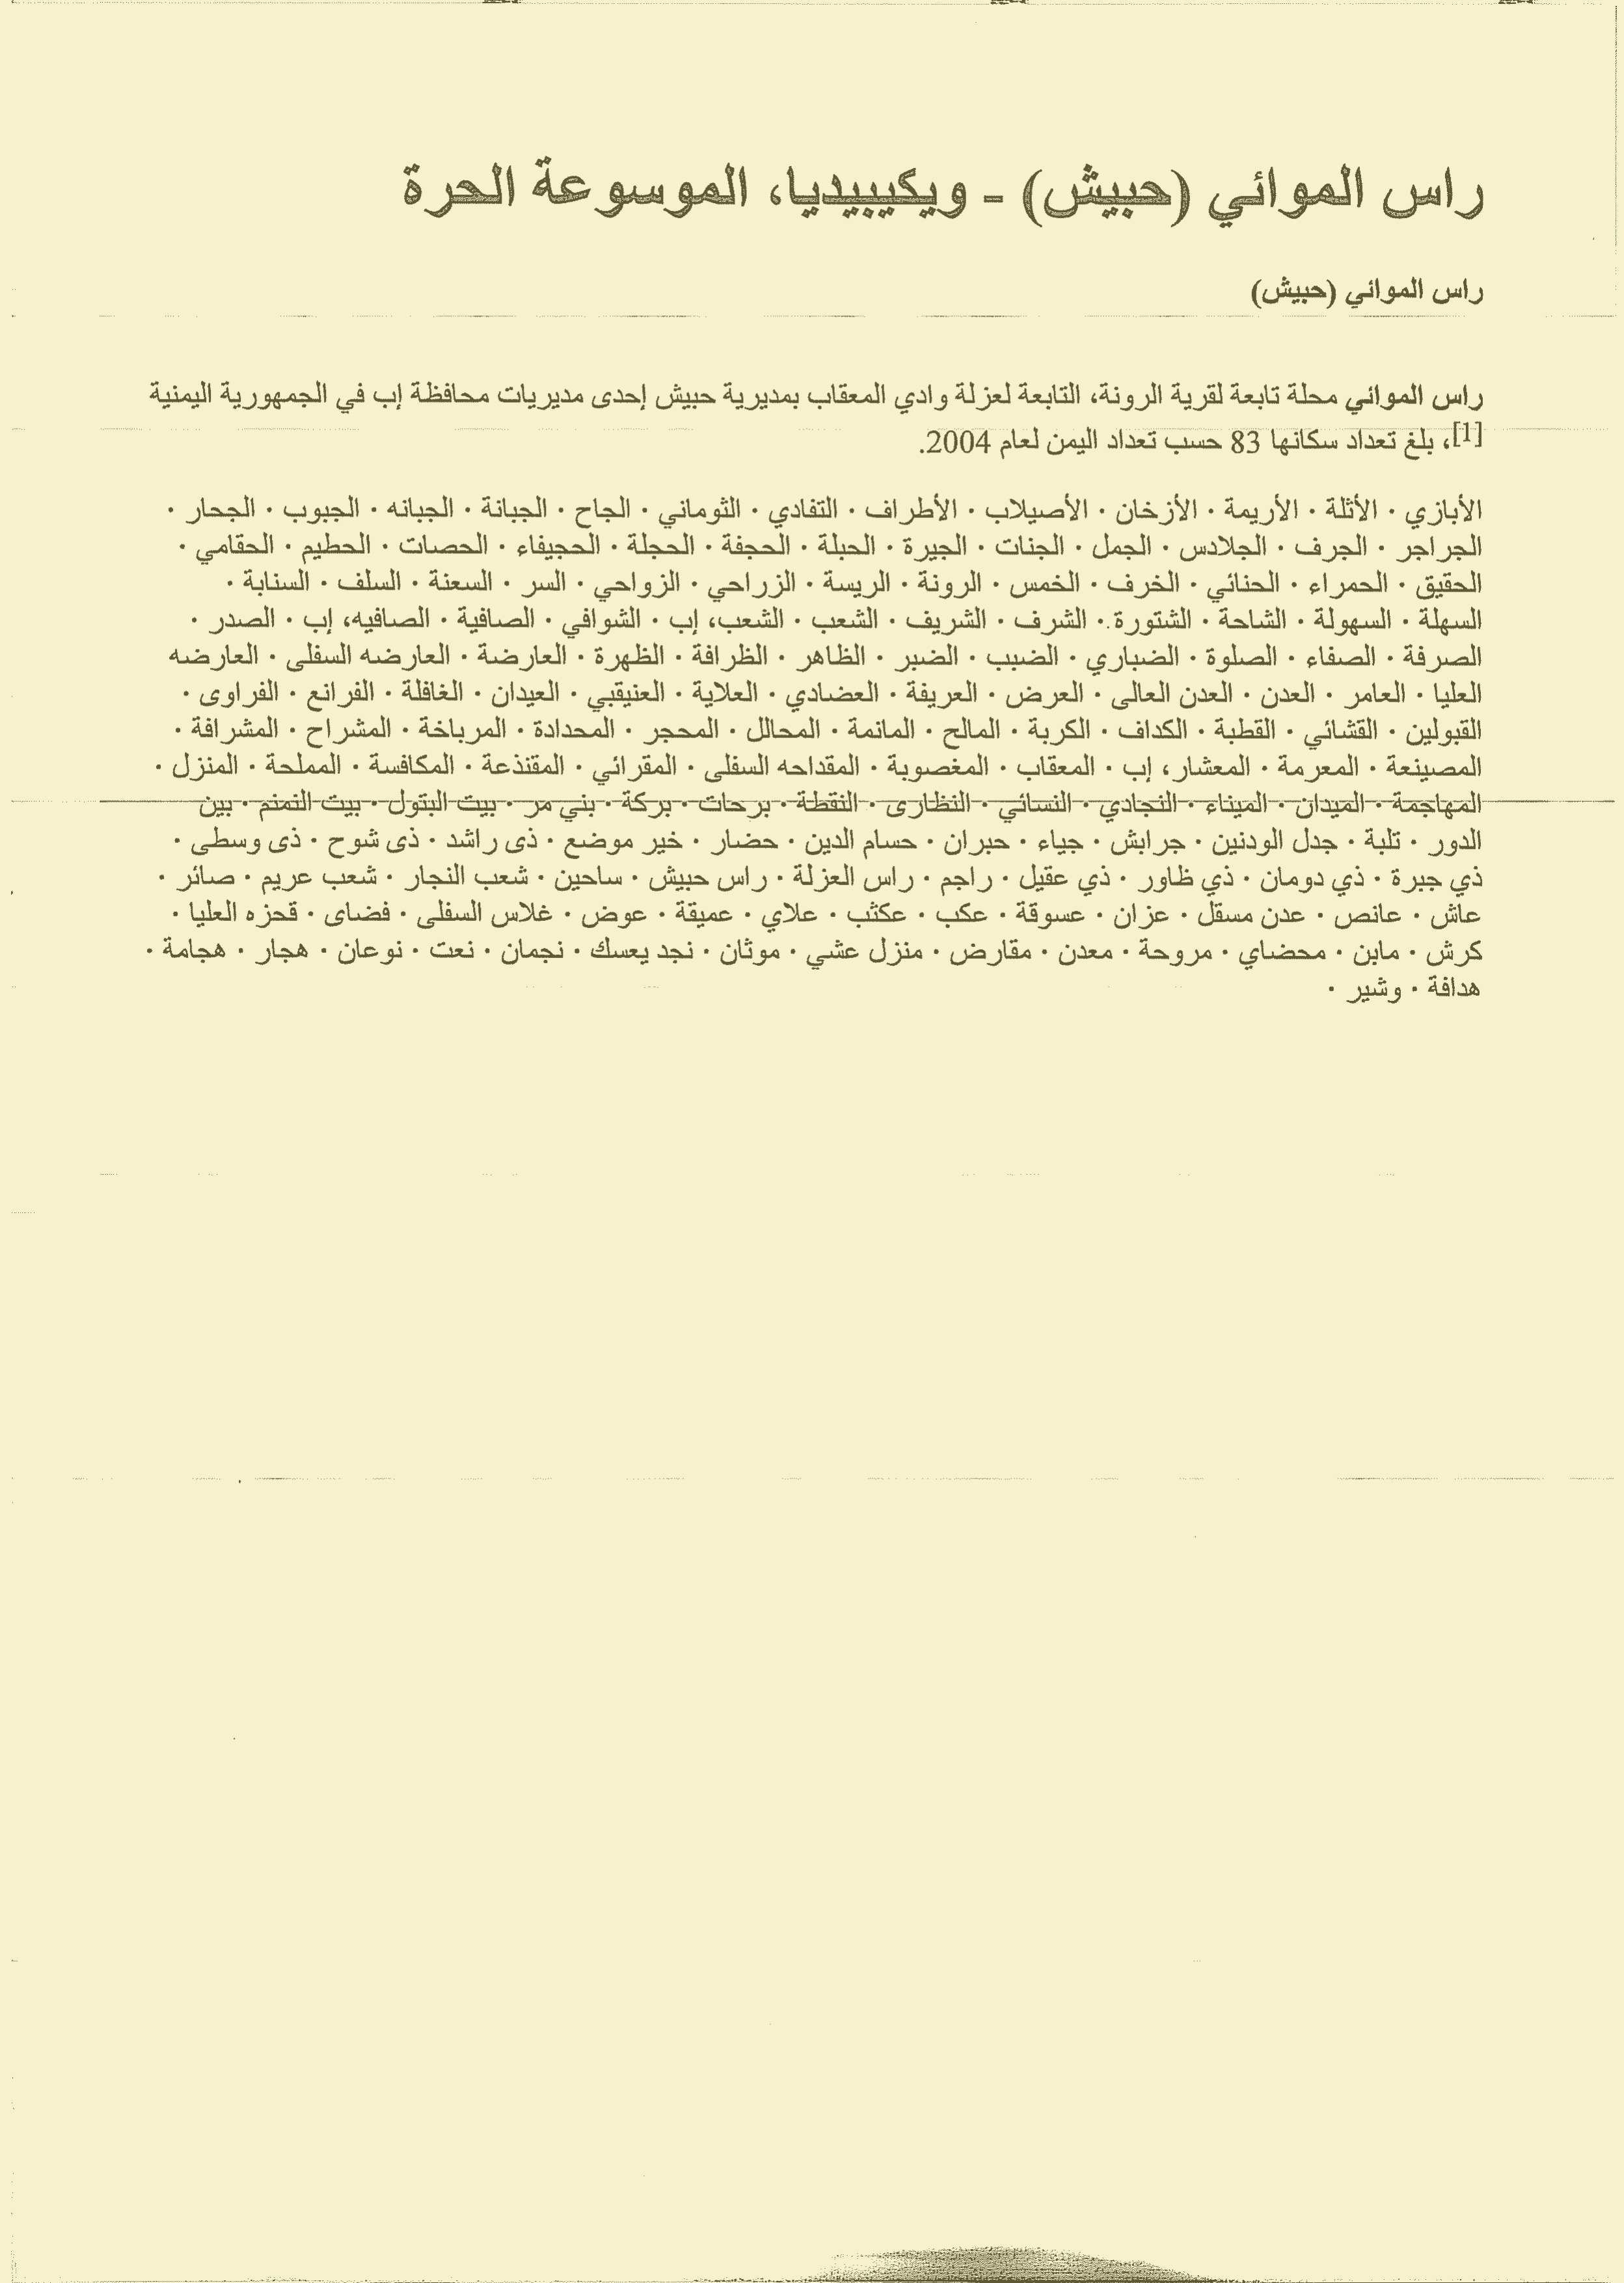 راس الموائي (حبيش) - ويكيبيديا، الموسوعة الحرة
راس الموائي (حبيش)
راس الموائي محلة تابعة لقرية الرونة، التابعة لعزلة وادي المعقاب بمديرية حبيش إحدى مديريات محافظة إب في الجمهورية اليمنية
[1]، بلغ تعداد سكانها 83 حسب تعداد اليمن لعام 2004.
الأبازي · الأثلة · الأريمة · الأزخان · الأصيلاب · الأطراف · التفادي · الثوماني · الجاح · الجبانة · الجبانه · الجبوب · الجحار ·
الجراجر · الجرف · الجلادس · الجمل · الجنات · الجيرة · الحبلة · الحجفة · الحجلة · الحجيفاء · الحصات · الحطيم · الحقامي ·
الحقيق · الحمراء · الحنائي · الخرف · الخمس · الرونة · الريسة · الزراحي · الزواحي · السر · السعنة · السلف · السنابة ·
السهلة · السهولة · الشاحة · الشتورة · الشرف · الشريف · الشعب · الشعب، إب · الشوافي · الصافية · الصافيه، إب · الصدر ·
الصرفة · الصفاء · الصلوة · الضباري · الضبب · الضبر · الظاهر · الظرافة · الظهرة · العارضة · العارضه السفلى · العارضه
العليا · العامر · العدن · العدن العالى · العرض · العريفة · العضادي · العلاية · العنيقبي · العيدان · الغافلة · الفرانع · الفراوى ·
القبولين · القشائي · القطبة · الكداف · الكربة · المالح · المانمة · المحالل · المحجر · المحدادة · المرباخة · المشراح · المشرافة ·
المصينعة · المعرمة · المعشار، إب · المعقاب · المغصوبة · المقداحه السفلى · المقرائي · المقنذعة · المكافسة · المملحة · المنزل ·
المهاجمة · الميدان · الميناء · النجادي · النسائي · النظارى · النقطة · برحات · بركة · بني مر · بيت البتول · بيت النمنم · بين
الدور · تلبة · جدل الودنين · جرابش · جياء · حبران · حسام الدين · حضار · خير موضع · ذى راشد · ذى شوح · ذى وسطى ·
ذي جبرة · ذي دومان · ذي ظاور · ذي عقيل · راجم · راس العزلة · راس حبيش · ساحين · شعب النجار · شعب عريم · صائر ·
عاش · عانص · عدن مسقل · عزان · عسوقة · عكب · عكثب · علاي · عميقة · عوض · غلاس السفلى · فضاى · قحزه العليا ·
كرش · مابن · محضاي · مروحة · معدن · مقارض · منزل عشي · موثان · نجد يعسك · نجمان · نعت · نوعان · هجار · هجامة ·
هدافة · وشير ·